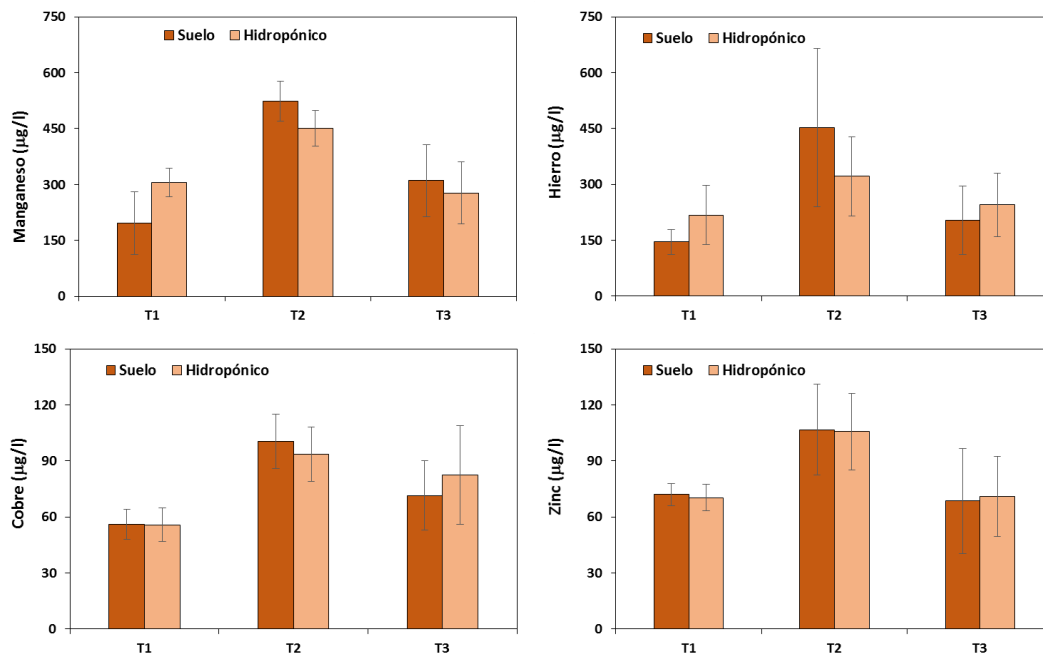 750
600
450
300
150
0
Manganeso (µg/l)
Suelo Hidropónico
T1 T2 T3
750
600
450
300
150
0
Hierro (µg/l)
Suelo Hidropónico
T1 T2 T3
150
120
90
60
30
0
Cobre (µg/l)
Suelo Hidropónico
T1 T2 T3
150
120
90
60
30
0
Zinc (µg/l)
Suelo Hidropónico
T1 T2 T3